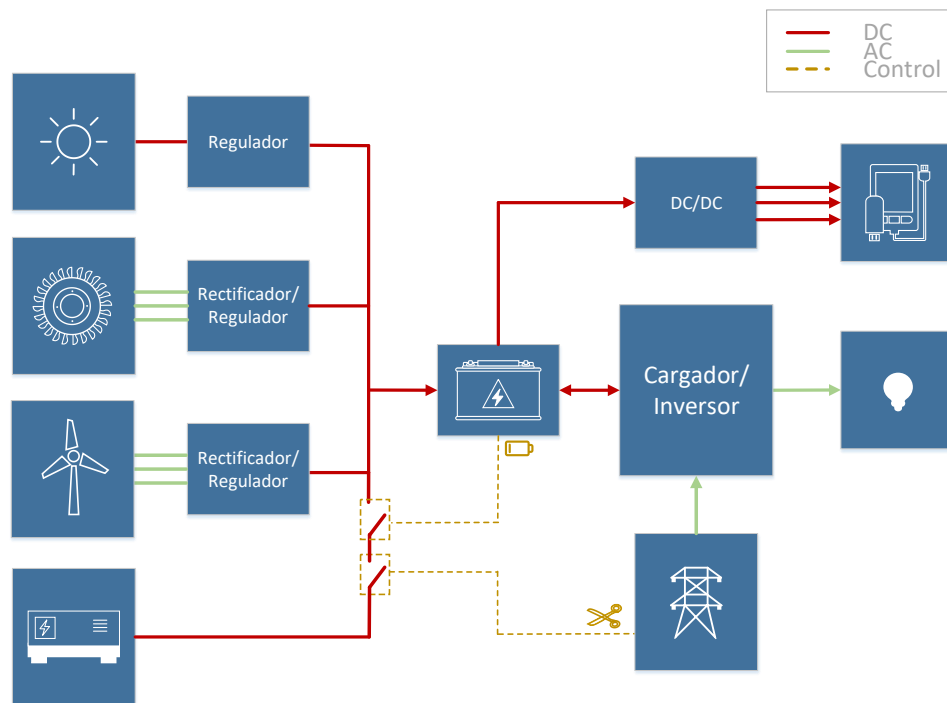 DC
AC
Control
Regulador
DC/DC
Rectificador/
Regulador
Cargador/
Inversor
Rectificador/
Regulador